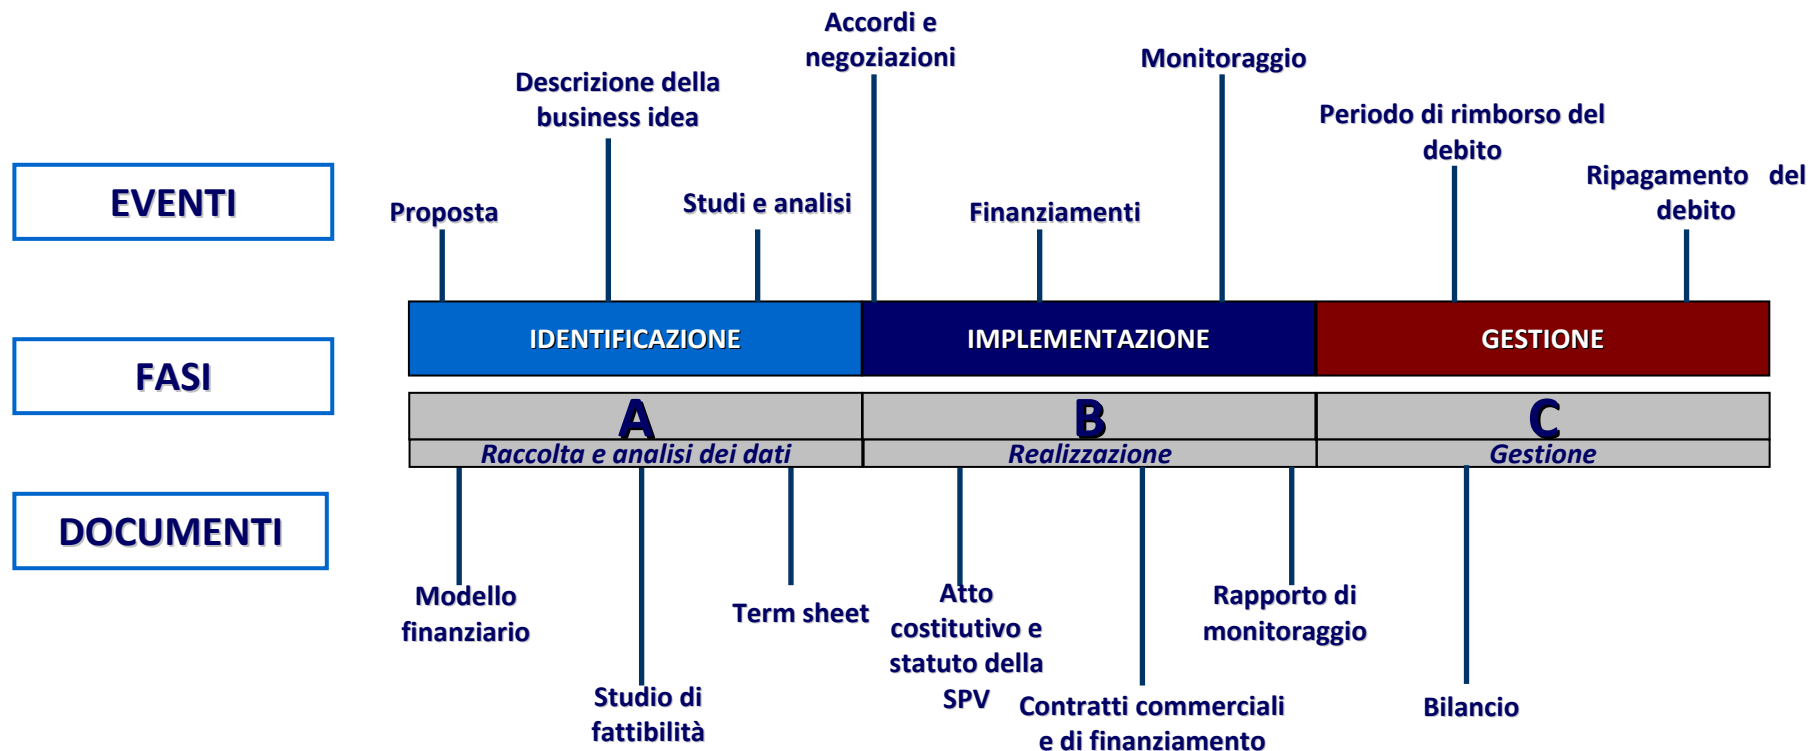 Accordi e
negoziazioni
Monitoraggio
Descrizione della
business idea
Periodo di rimborso del
debito
Ripagamento del
debito
EVENTI
Proposta
Studi e analisi
Finanziamenti
FASI
IDENTIFICAZIONE
IMPLEMENTAZIONE
GESTIONE
A
B
C
Raccolta e analisi dei dati
Realizzazione
Gestione
DOCUMENTI
Modello
finanziario
Studio di
fattibilità
Term sheet
Atto
costitutivo e
statuto della
SPV
Contratti commerciali
e di finanziamento
Rapporto di
monitoraggio
Bilancio